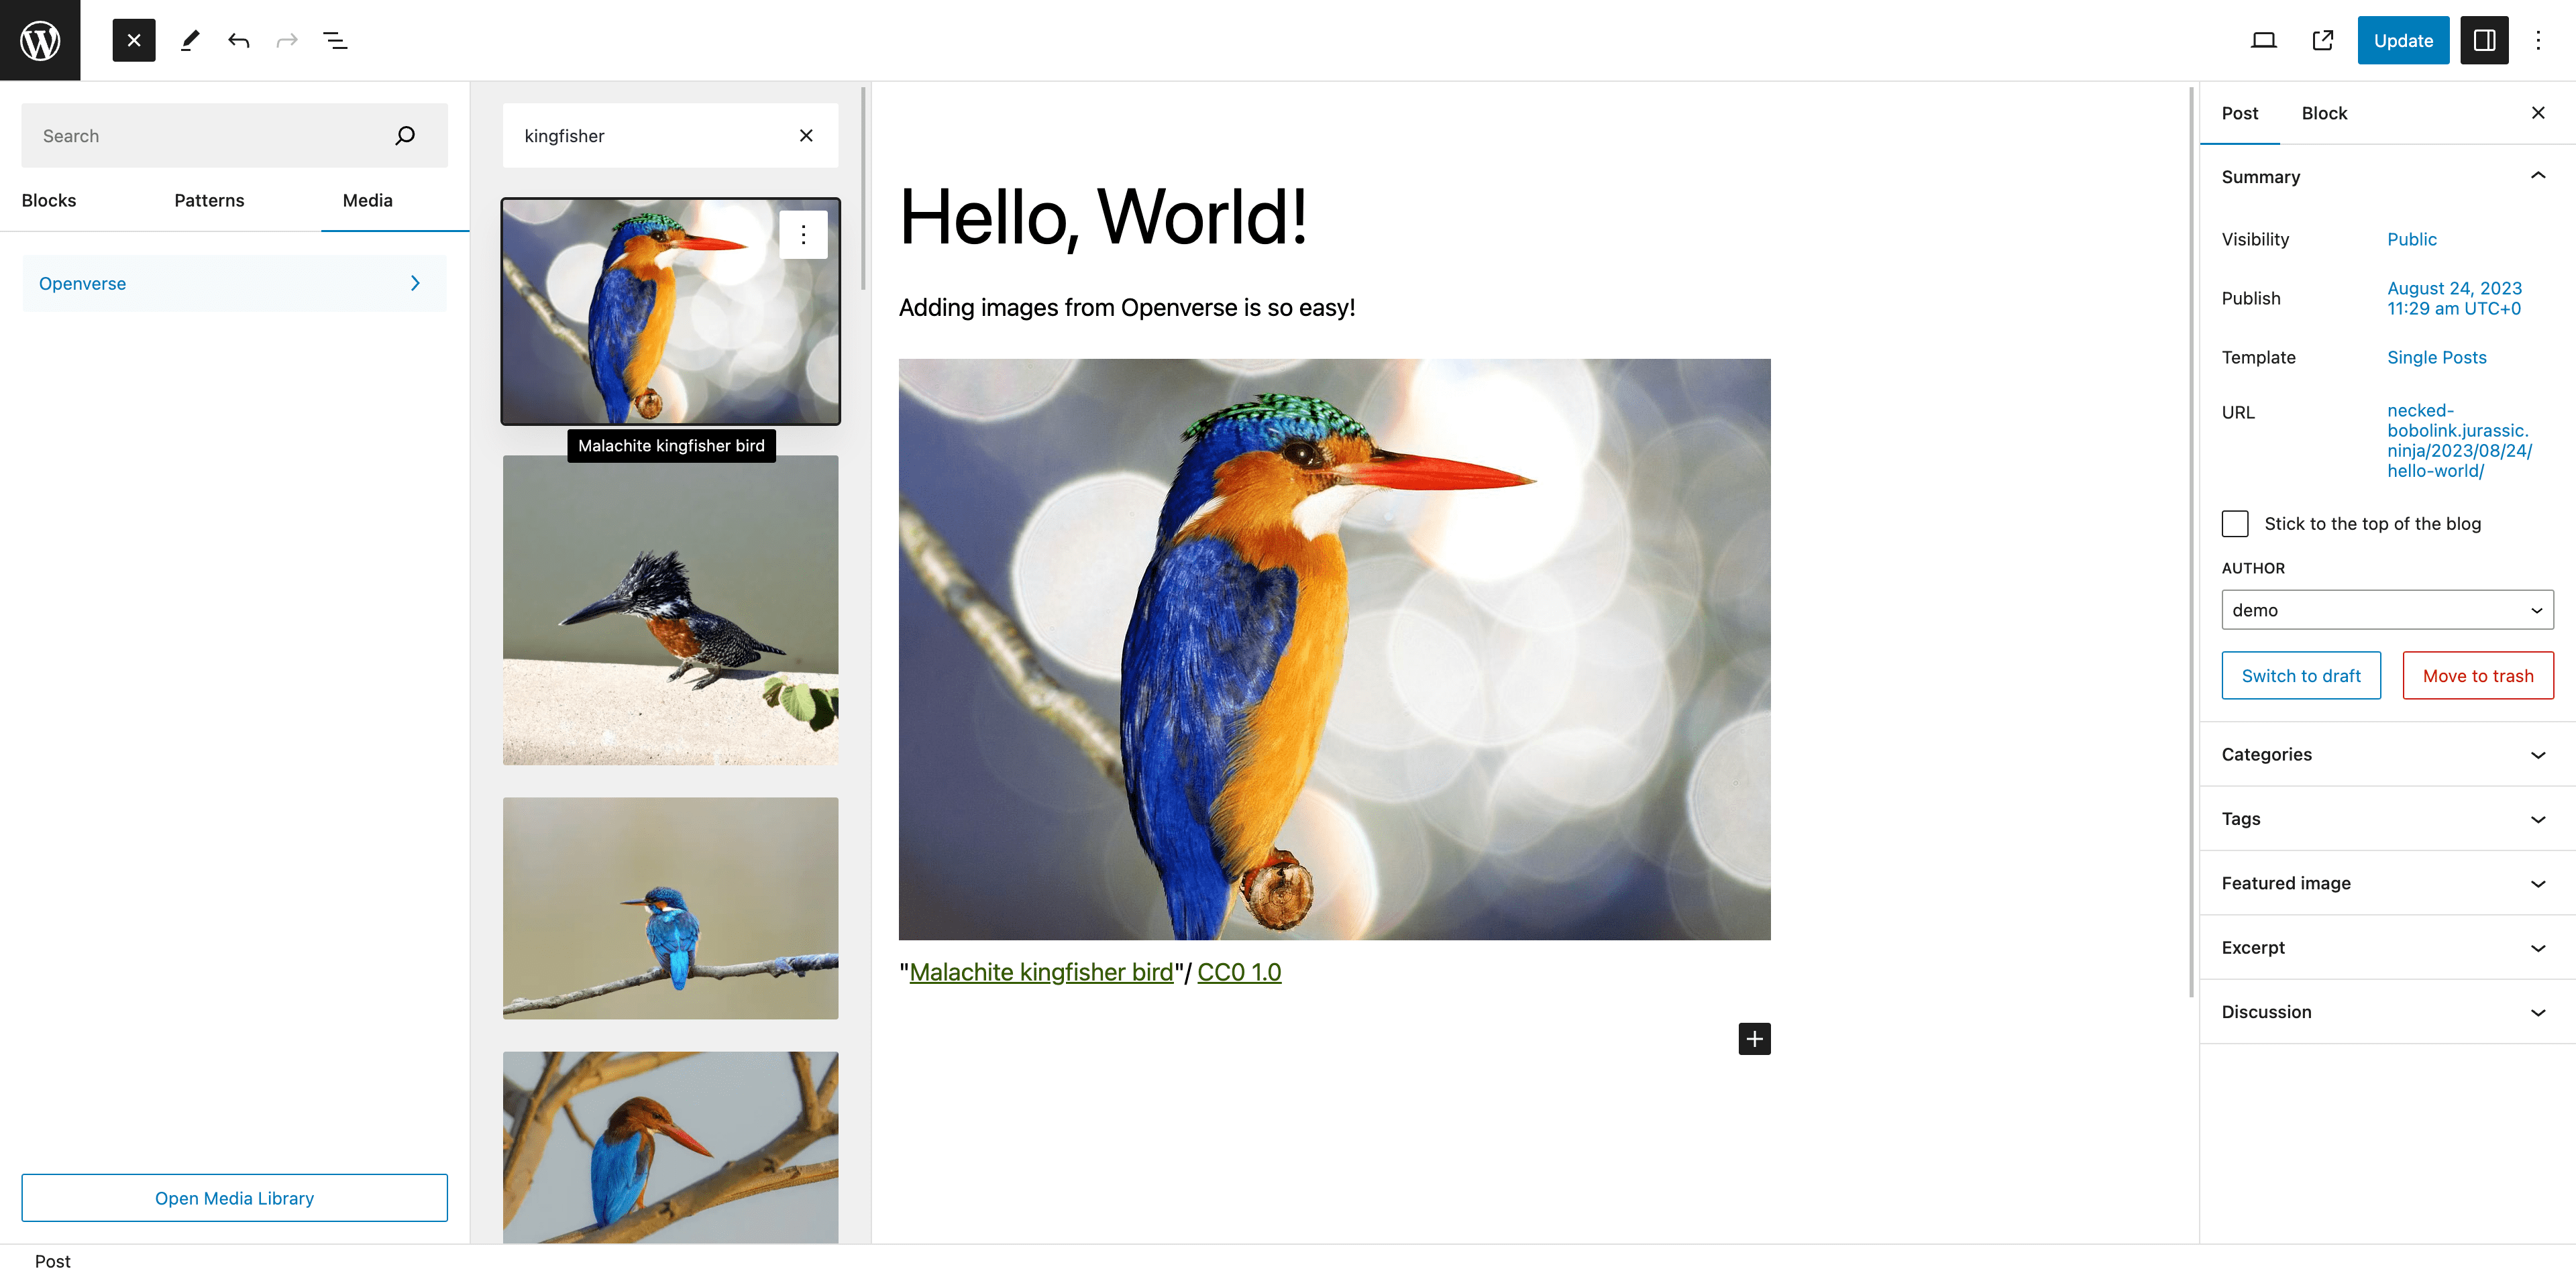 Update
Search
Blocks
Patterns
Media
Openverse
Open Media Library
kingfisher
Malachite kingfisher bird
Hello, World!
Adding images from Openverse is so easy!
"Malachite kingfisher bird"/ CC0 1.0
Post
Block
Summary
Visibility
Public
Publish
August 24, 2023
11:29 am UTC+0
Template
Single Posts
URL
necked-
bobolink.jurassic.
ninja/2023/08/24/
hello-world/
Stick to the top of the blog
AUTHOR
demo
Switch to draft
Move to trash
Categories
Tags
Featured image
Excerpt
Discussion
Post